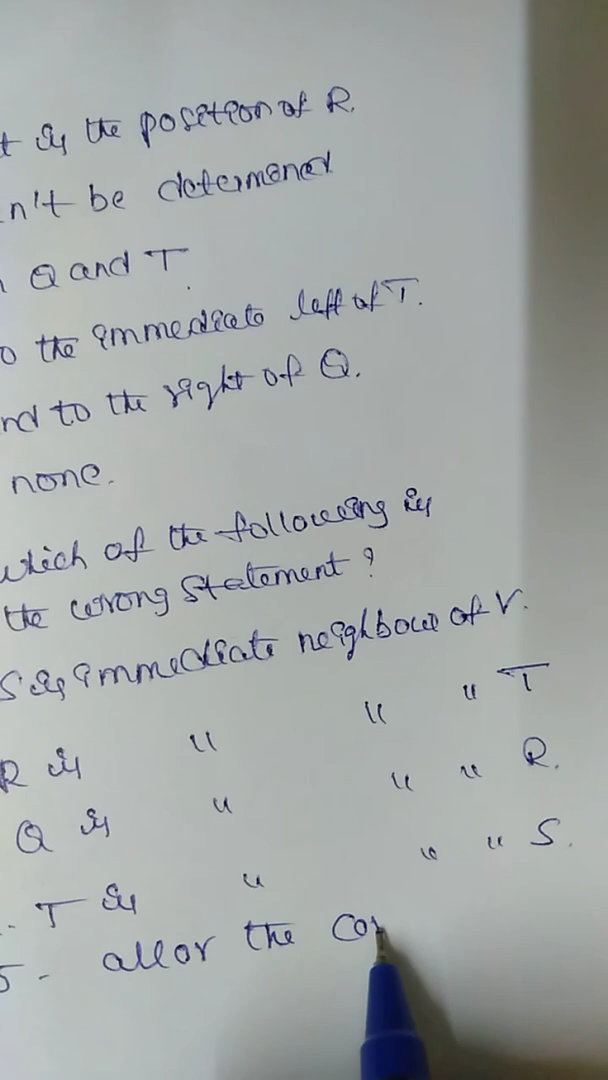 t is the position of R.
n't be determined
Q and T.
o the immediate left of T.
nd to the right of Q.
none.
which of the following is
the wrong statement?
S is immediate neighbour of V.
R is " " " T
Q is " " " R.
T is " " " S.
5- all or the Cor